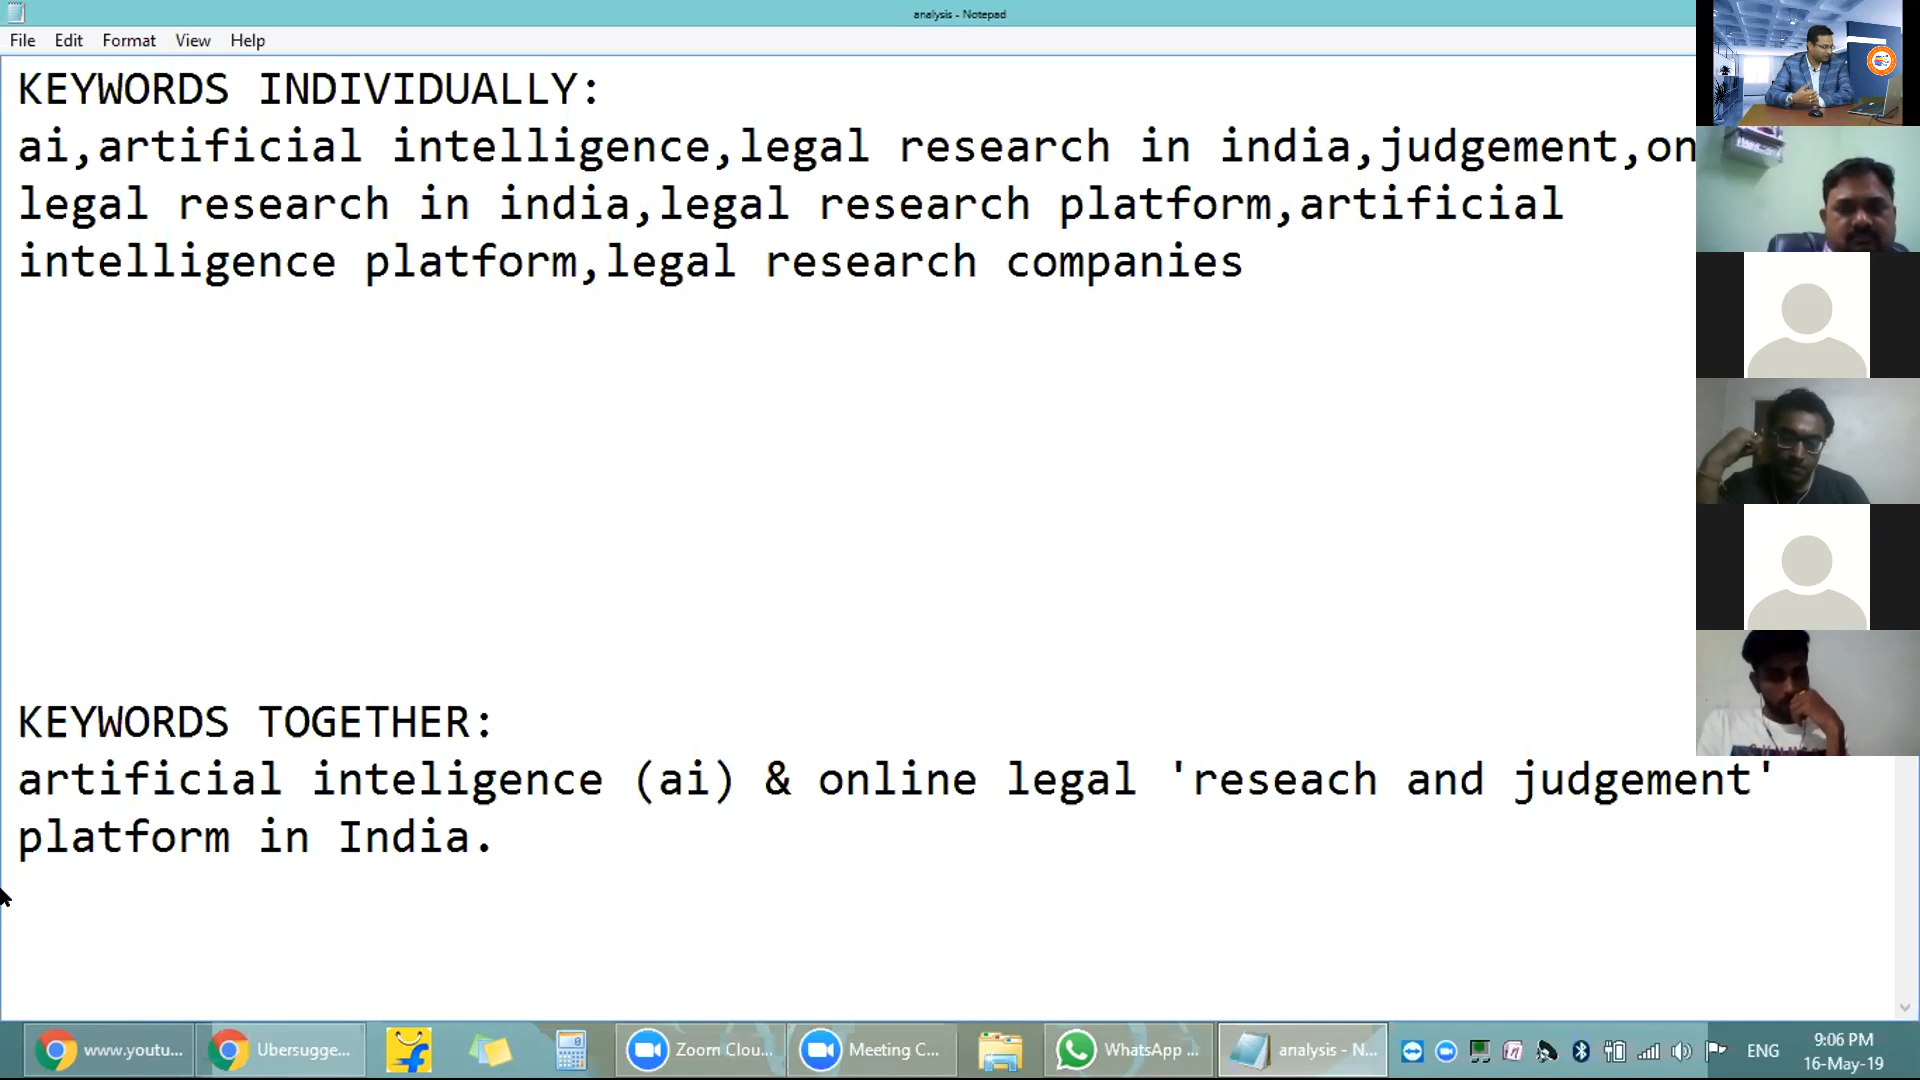 analysis - Notepad
File Edit Format View Help
KEYWORDS INDIVIDUALLY:
ai,artificial intelligence,legal research in india,judgement,on
legal research in india,legal research platform,artificial
intelligence platform,legal research companies
KEYWORDS TOGETHER:
artificial inteligence (ai) & online legal 'reseach and judgement'
platform in India.
www.youtu... Ubersugge... Zoom Clou... Meeting C... WhatsApp ... analysis - N... ENG 9:06 PM
16-May-19